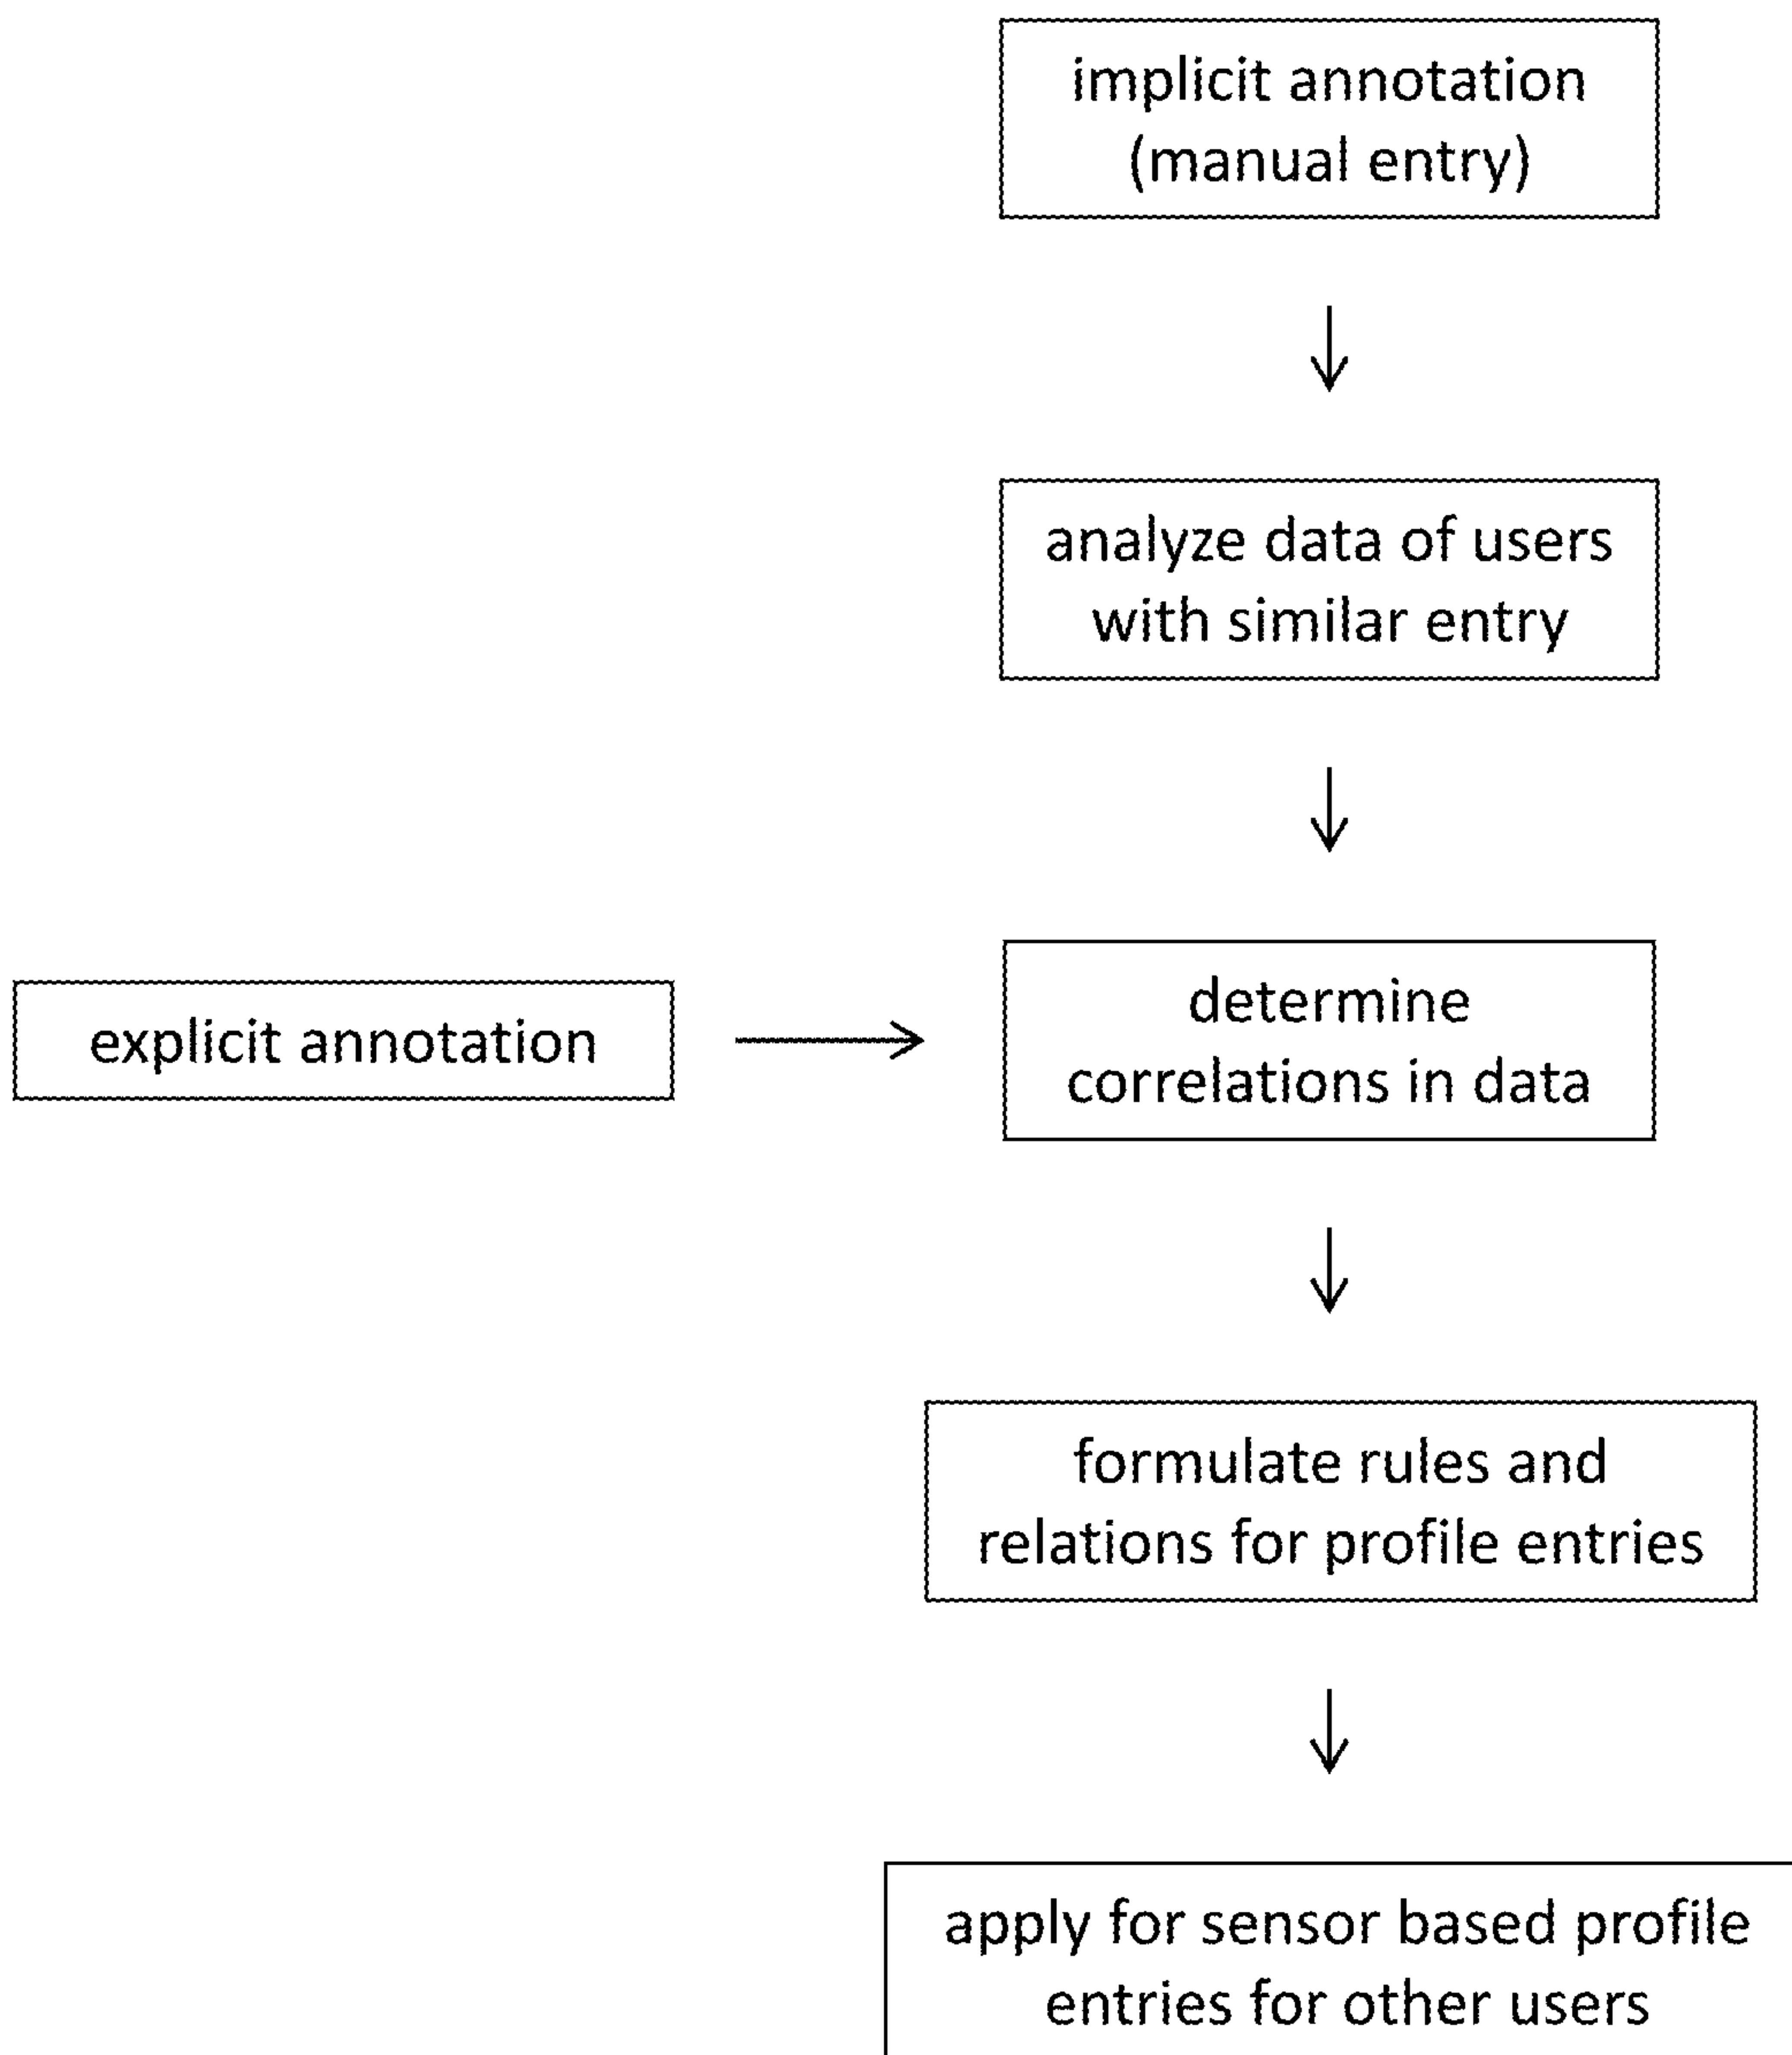 implicit annotation
(manual entry)
analyze data of users
with similar entry
explicit annotation
determine
correlations in data
formulate rules and
relations for profile entries
apply for sensor based profile
entries for other users